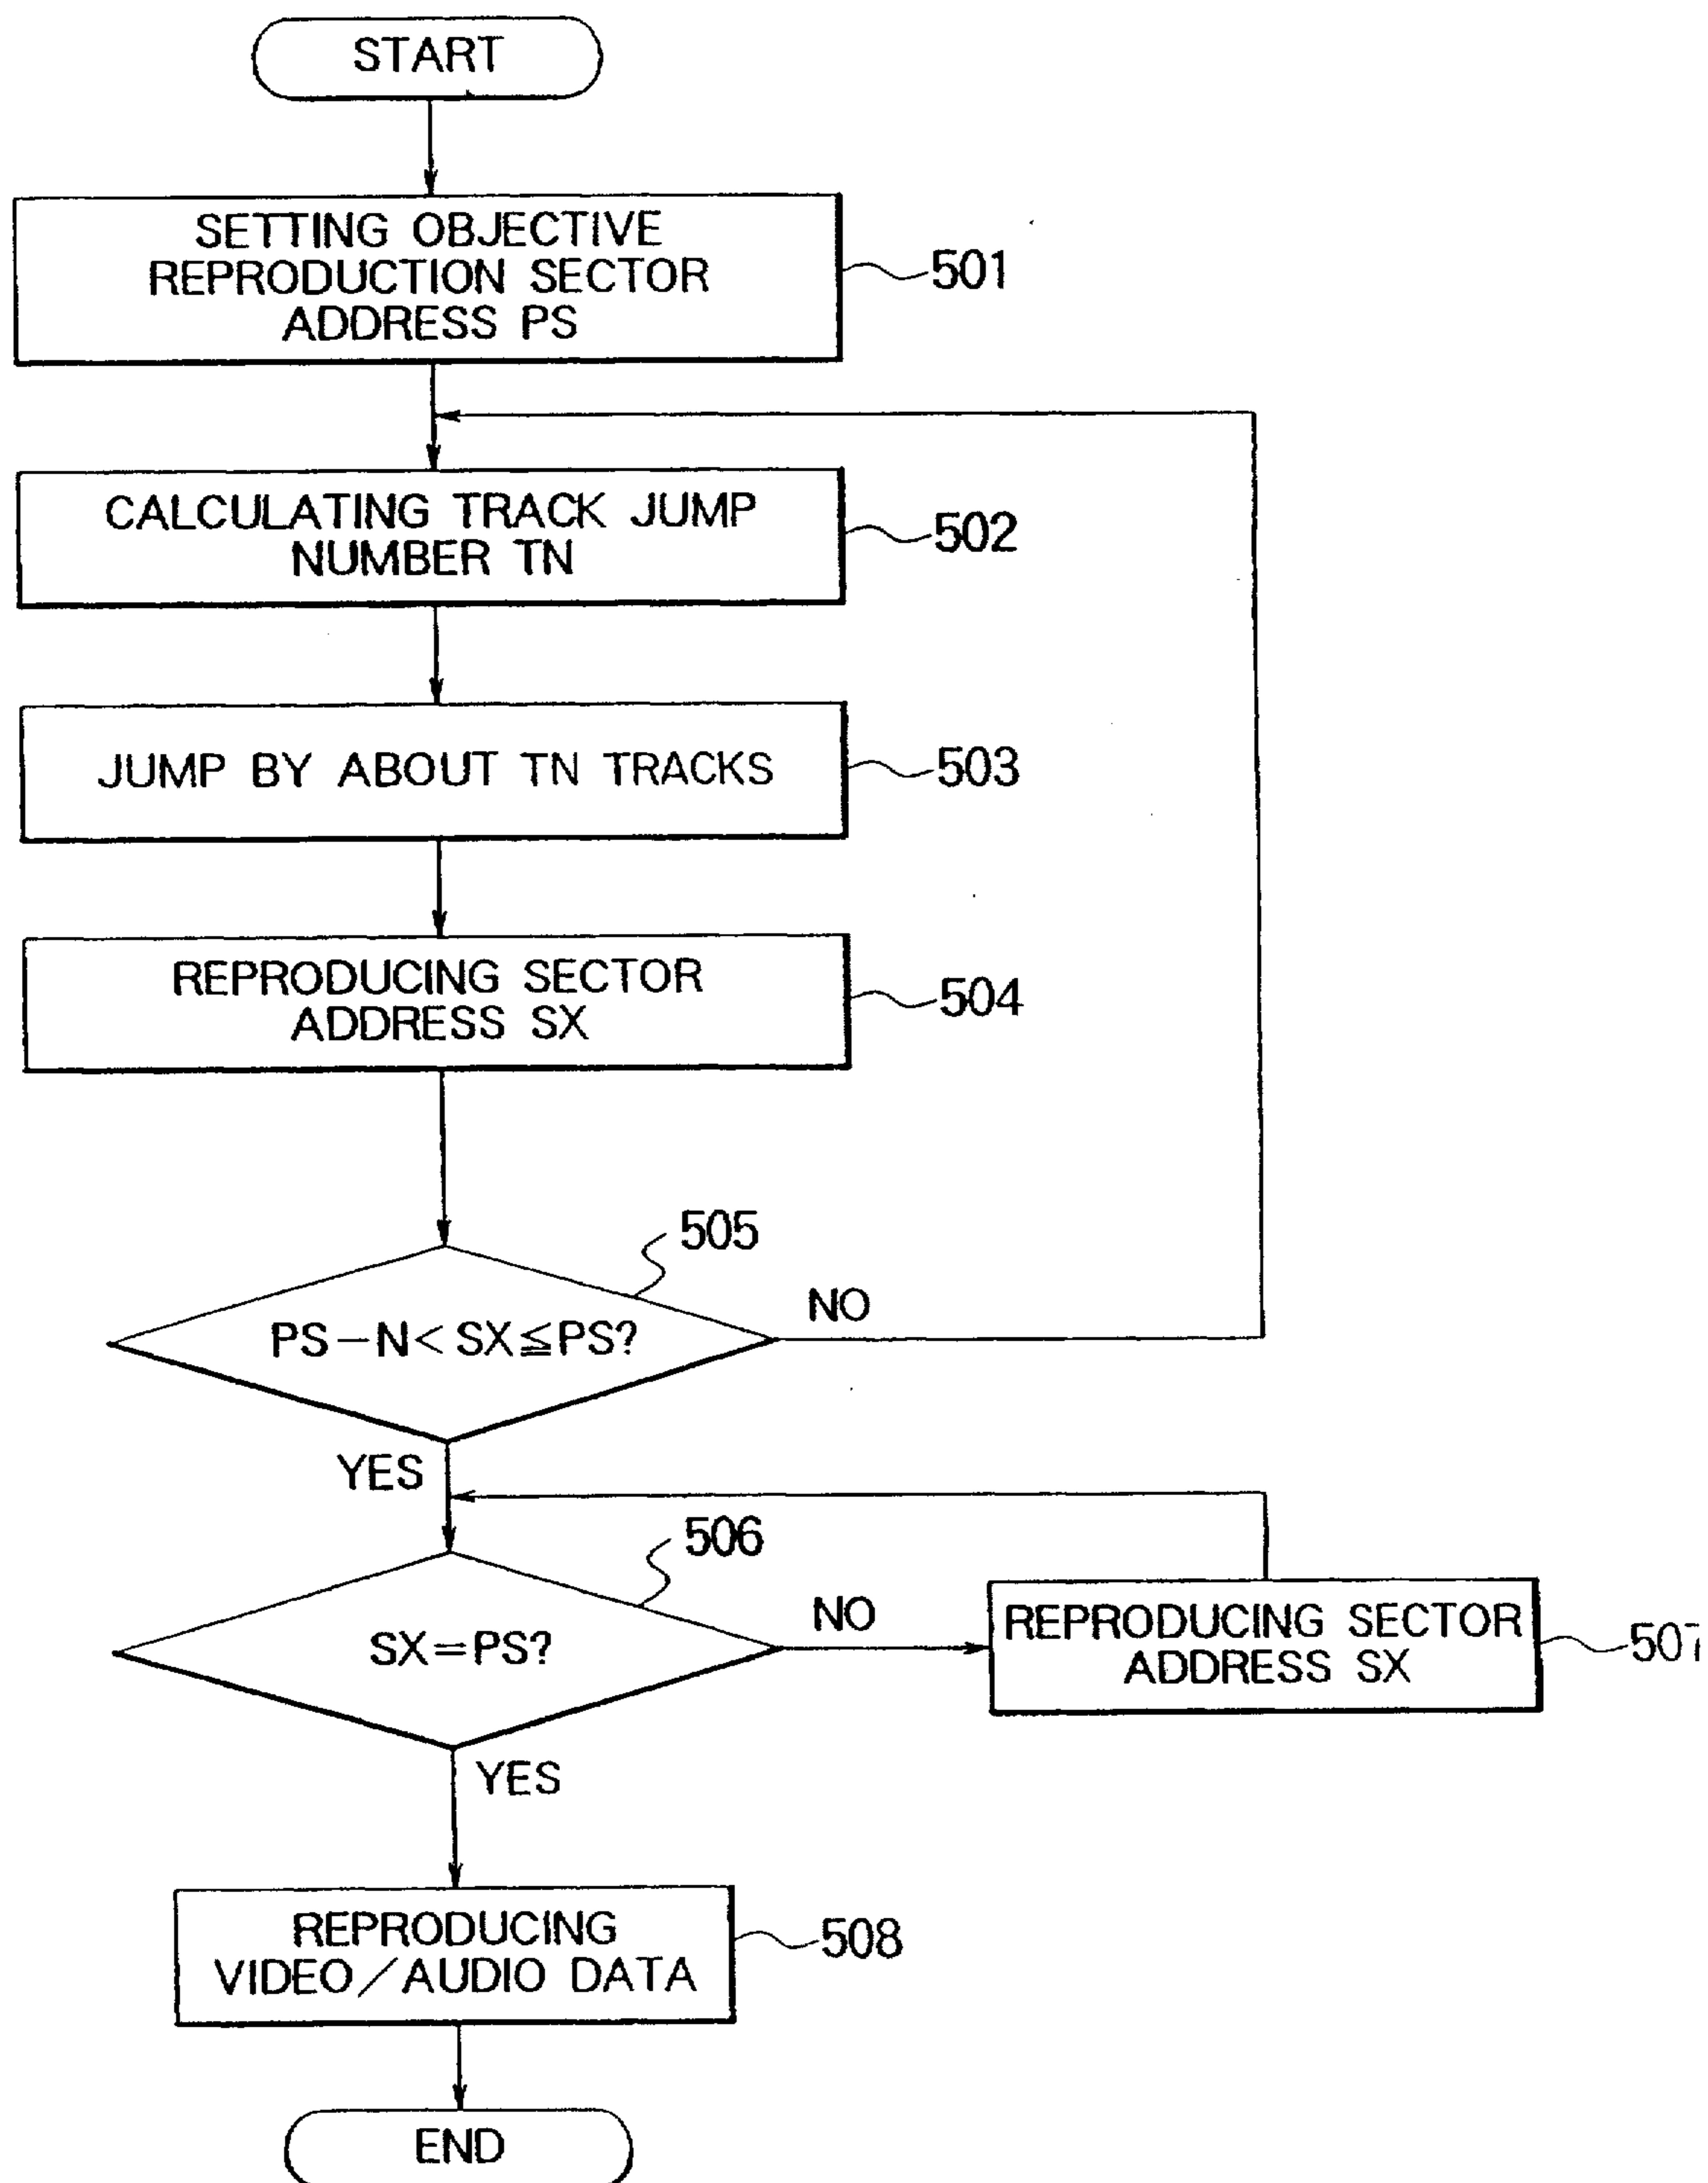 START
SETTING OBJECTIVE
REPRODUCTION SECTOR
ADDRESS PS
501
CALCULATING TRACK JUMP
NUMBER TN
502
JUMP BY ABOUT TN TRACKS
503
REPRODUCING SECTOR
ADDRESS SX
504
505
PS-N<SX≦PS?
NO
YES
506
SX=PS?
NO
REPRODUCING SECTOR
ADDRESS SX
507
YES
REPRODUCING
VIDEO/AUDIO DATA
508
END